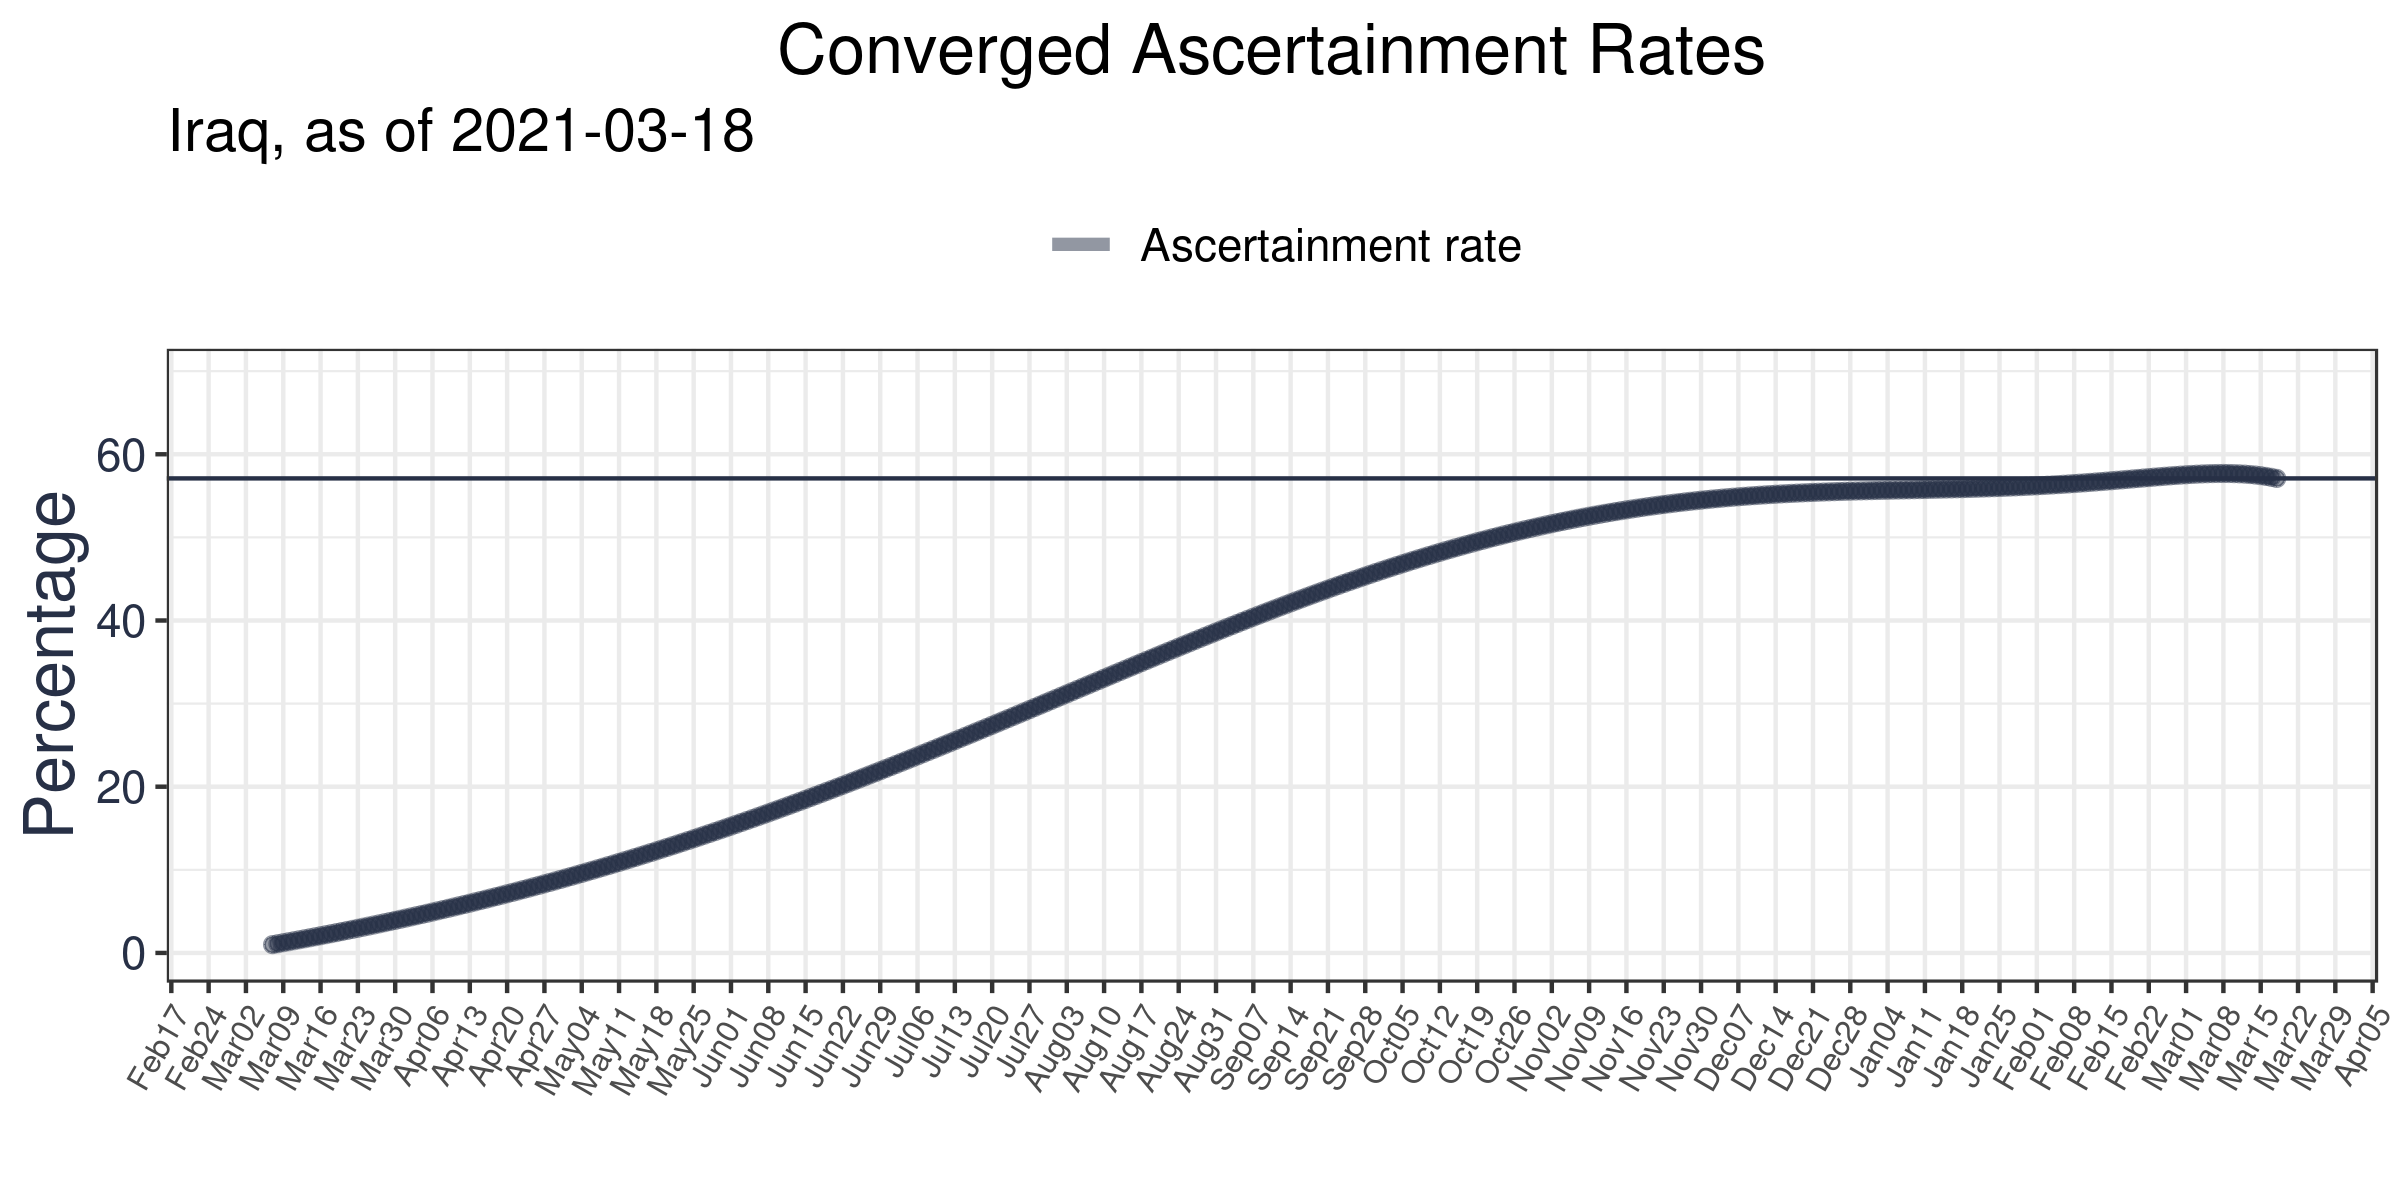 Converged Ascertainment Rates
Iraq, as of 2021-03-18
Ascertainment rate
Percentage
60
40
20
0
Feb17 Feb24 Mar02 Mar09 Mar16 Mar23 Mar30 Apr06 Apr13 Apr20 Apr27 May04 May11 May18 May25 Jun01 Jun08 Jun15 Jun22 Jun29 Jul06 Jul13 Jul20 Jul27 Aug03 Aug10 Aug17 Aug24 Aug31 Sep07 Sep14 Sep21 Sep28 Oct05 Oct12 Oct19 Oct26 Nov02 Nov09 Nov16 Nov23 Nov30 Nov07 Dec14 Dec21 Dec28 Dec04 Jan11 Jan18 Jan25 Feb01 Feb08 Feb15 Feb22 Mar01 Mar08 Mar15 Mar22 Mar29 Apr05